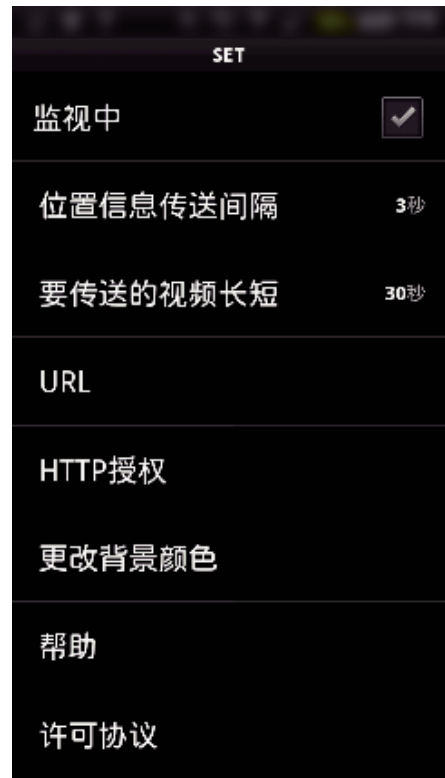 SET
监视中
位置信息传送间隔 3秒
要传送的视频长短 30秒
URL
HTTP授权
更改背景颜色
帮助
许可协议